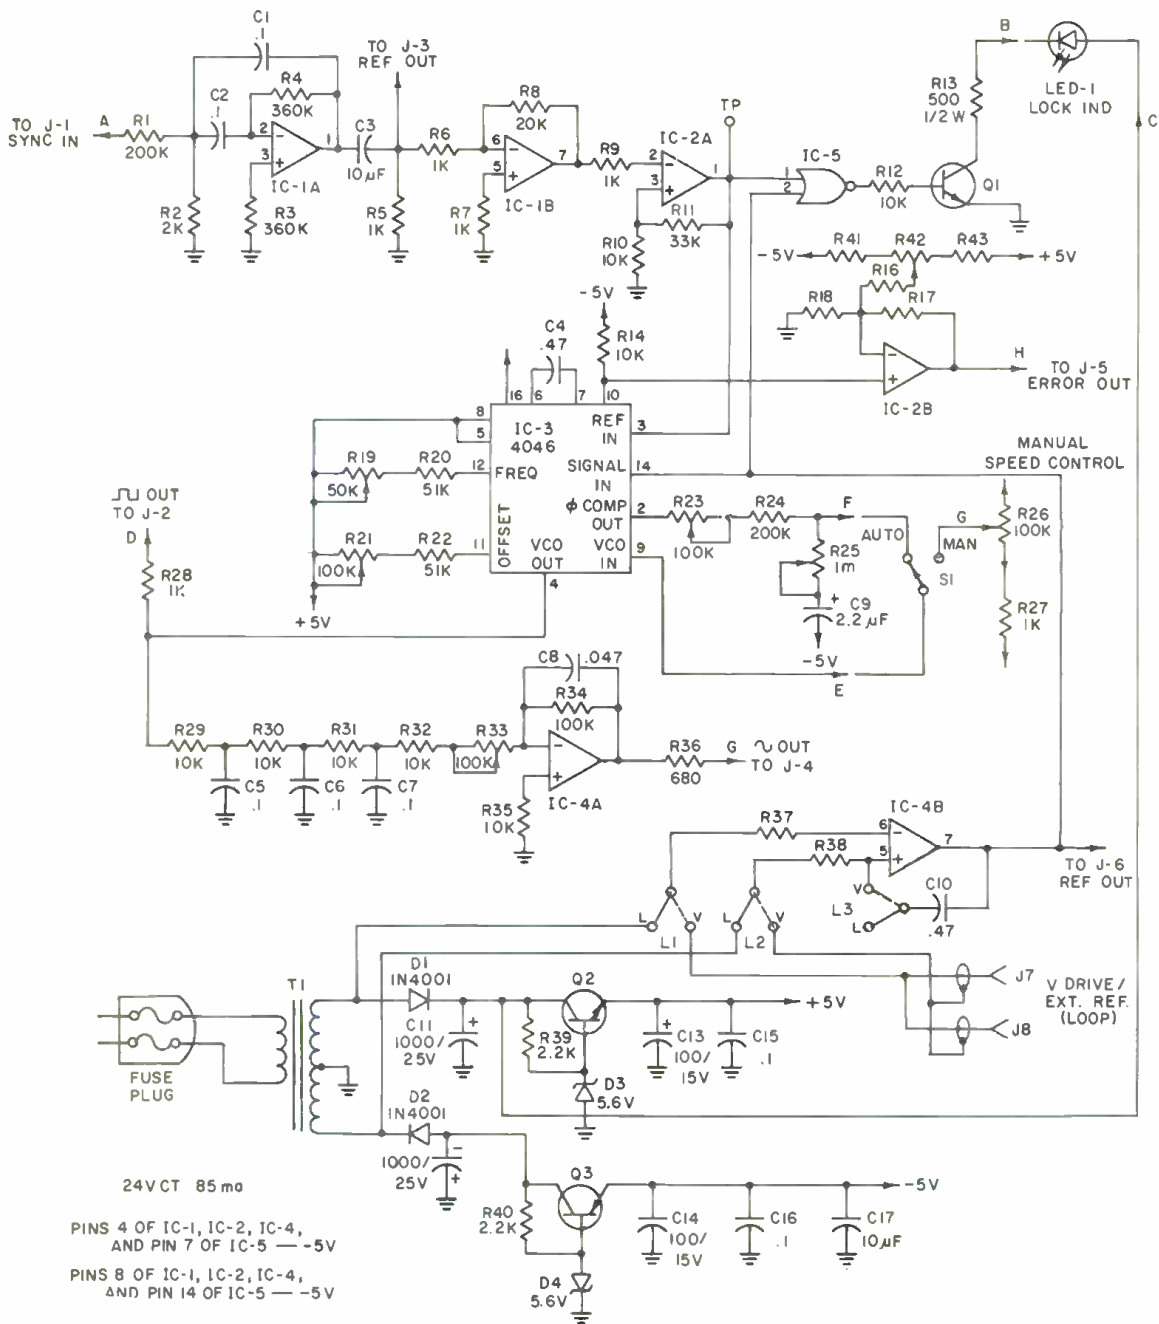 C1
.1
TO J-3
REF OUT
R4
360K
C2
.1
TO J-1
SYNC IN
A
R1
200K
2
3
1
IC-1A
C3
10µF
R2
2K
R3
360K
R5
1K
R6
1K
R8
20K
6
5
7
IC-1B
R7
1K
R9
1K
IC-2A
2
3
1
TP
R10
10K
R11
33K
IC-5
1
2
R12
10K
Q1
R13
500
1/2 W
B
LED-1
LOCK IND
C
-5V
R41
R42
R43
+5V
R16
R18
R17
IC-2B
H
TO J-5
ERROR OUT
-5V
R14
10K
C4
.47
16
6
7
10
8
5
IC-3
4046
REF
IN
3
12
FREQ
SIGNAL
IN
14
φ COMP
OUT
2
11
OFFSET
VCO
OUT
4
VCO
IN
9
R19
50K
R20
51K
R21
100K
R22
51K
+5V
OUT
TO J-2
D
R28
1K
R23
100K
R24
200K
F
AUTO
R25
1m
+
C9
2.2µF
-5V
E
G
MAN
S1
MANUAL
SPEED CONTROL
R26
100K
R27
1K
C8
.047
R34
100K
R29
10K
R30
10K
R31
10K
R32
10K
R33
100K
C5
.1
C6
.1
C7
.1
R35
10K
IC-4A
R36
680
G
∿ OUT
TO J-4
R37
R38
IC-4B
6
5
7
V
L3
L
C10
.47
TO J-6
REF OUT
L
V
L1
L
V
L2
J7
J8
V DRIVE/
EXT. REF.
(LOOP)
FUSE
PLUG
T1
D1
1N4001
C11
1000/
25V
+
R39
2.2K
Q2
D3
5.6V
+
C13
100/
15V
C15
.1
+5V
D2
1N4001
1000/
25V
-
+
R40
2.2K
Q3
D4
5.6V
C14
100/
15V
C16
.1
C17
10µF
-5V
24VCT 85ma
PINS 4 OF IC-1, IC-2, IC-4,
AND PIN 7 OF IC-5 — -5V
PINS 8 OF IC-1, IC-2, IC-4,
AND PIN 14 OF IC-5 — -5V